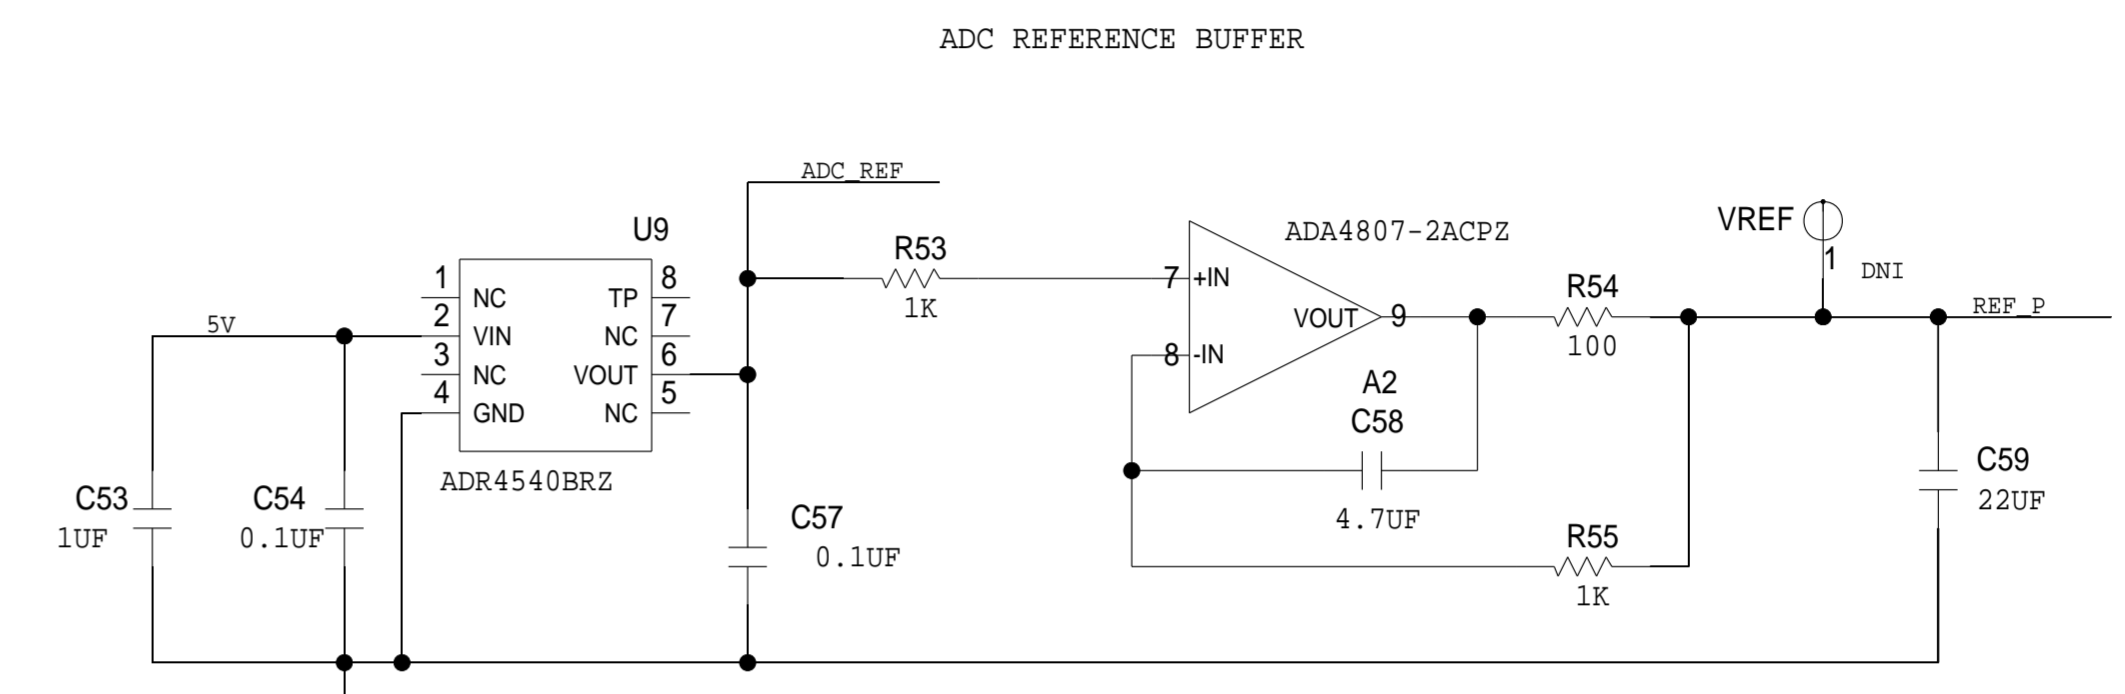 ADC REFERENCE BUFFER
ADC_REF
U9
1 NC TP 8
2 VIN NC 7
3 NC VOUT 6
4 GND NC 5
ADR4540BRZ
5V
C53
1UF
C54
0.1UF
C57
0.1UF
R53
1K
ADA4807-2ACPZ
7 +IN
8 -IN
VOUT 9
A2
C58
4.7UF
R54
100
R55
1K
VREF
1
DNI
REF_P
C59
22UF